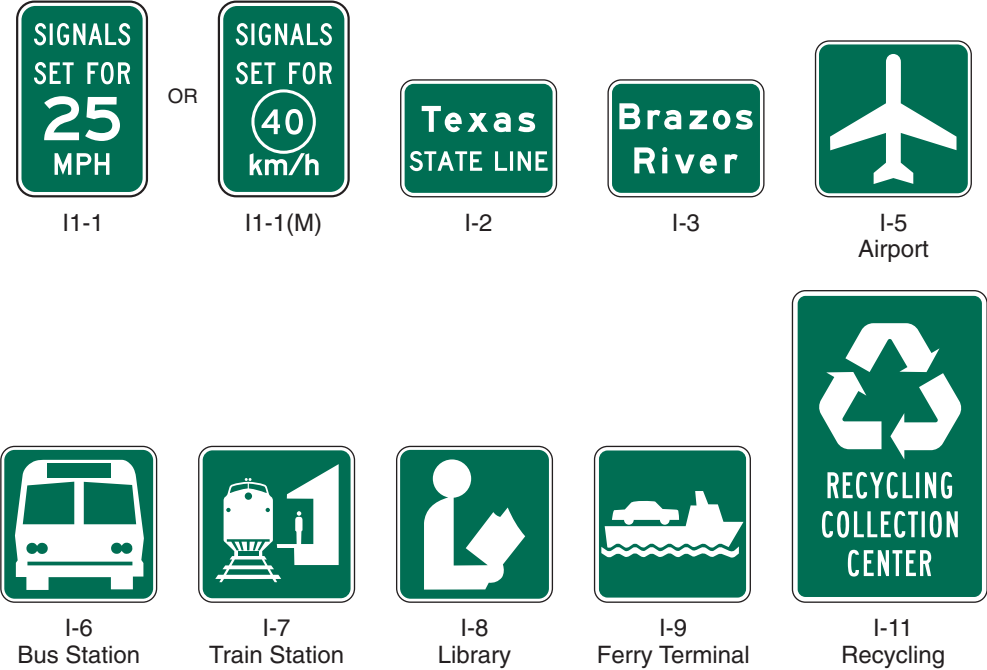 SIGNALS
SET FOR
25
MPH
OR
SIGNALS
SET FOR
40
km/h
Texas
STATE LINE
Brazos
River
I1-1
I1-1(M)
I-2
I-3
I-5
Airport
RECYCLING
COLLECTION
CENTER
I-6
Bus Station
I-7
Train Station
I-8
Library
I-9
Ferry Terminal
I-11
Recycling